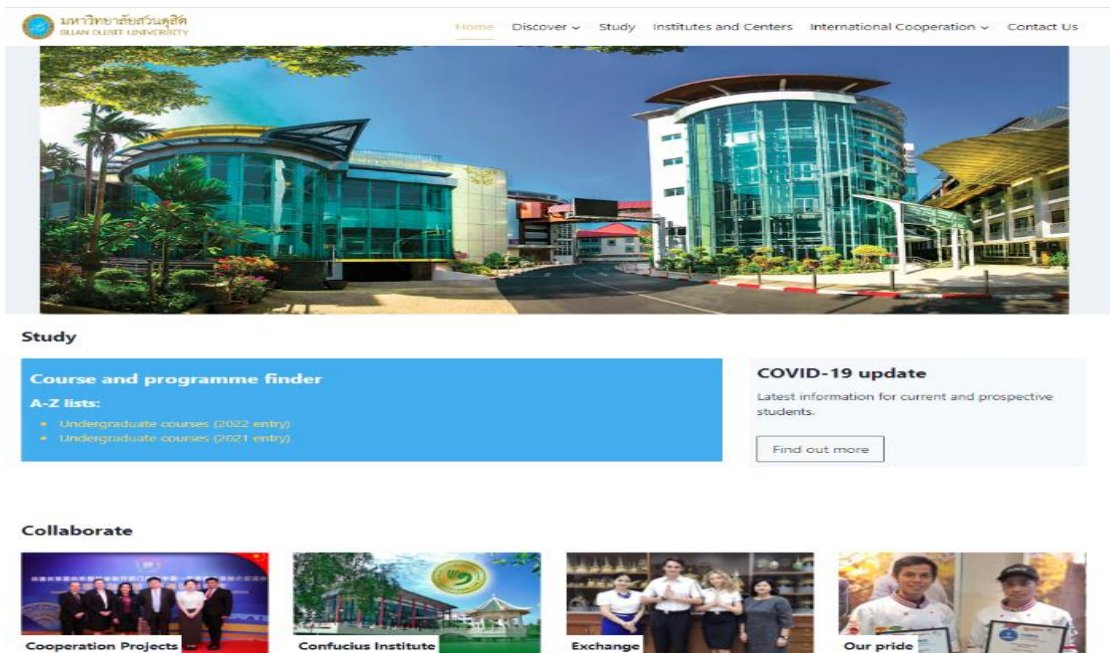 มหาวิทยาลัยสวนดุสิต
SUAN DUSIT UNIVERSITY
Home Discover Study Institutes and Centers International Cooperation Contact Us
Study
Course and programme finder
A-Z lists:
Undergraduate courses (2022 entry)
Undergraduate courses (2021 entry)
COVID-19 update
Latest information for current and prospective
students.
Find out more
Collaborate
Cooperation Projects
Confucius Institute
Exchange
Our pride